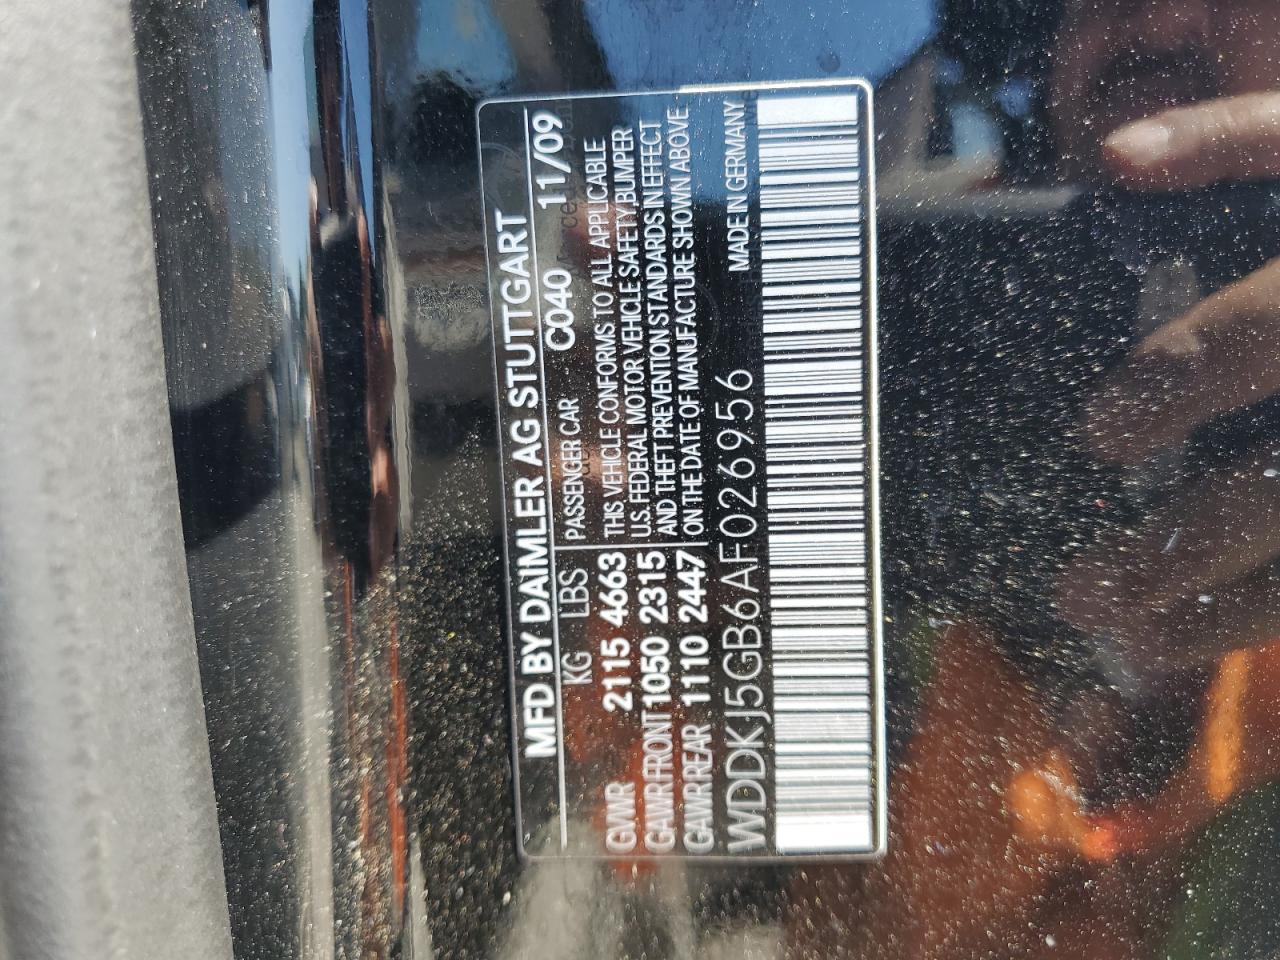 MFD BY DAIMLER AG STUTTGART
KG LBS PASSENGER CAR C040 11/09
GVWR 2115 4663 THIS VEHICLE CONFORMS TO ALL APPLICABLE
U.S. FEDERAL MOTOR VEHICLE SAFETY, BUMPER
GAWR FRONT 1050 2315 AND THEFT PREVENTION STANDARDS IN EFFECT
GAWR REAR 1110 2447 ON THE DATE OF MANUFACTURE SHOWN ABOVE.
WDDKJ5GB6AF026956 MADE IN GERMANY